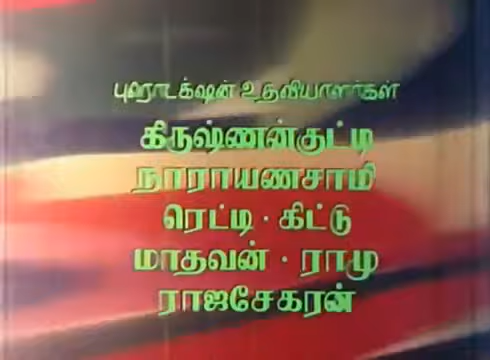 புரொடக்‌ஷன் உதவியாளர்கள்
கிருஷ்ணன்குட்டி
நாராயணசாமி
ரெட்டி · கிட்டு
மாதவன் · ராமு
ராஜசேகரன்